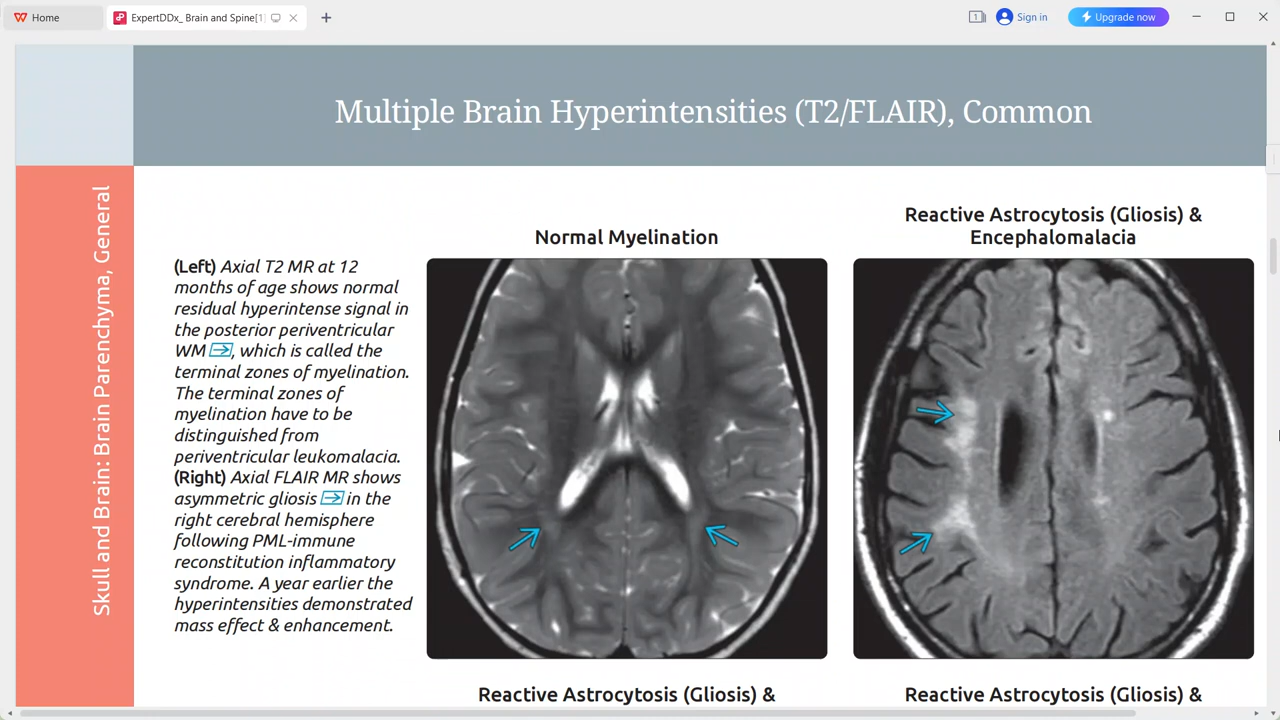 Home
ExpertDDx_ Brain and Spine[1]
1
Sign in
Upgrade now
Multiple Brain Hyperintensities (T2/FLAIR), Common
Skull and Brain: Brain Parenchyma, General
(Left) Axial T2 MR at 12
months of age shows normal
residual hyperintense signal in
the posterior periventricular
WM ➡, which is called the
terminal zones of myelination.
The terminal zones of
myelination have to be
distinguished from
periventricular leukomalacia.
(Right) Axial FLAIR MR shows
asymmetric gliosis ➡ in the
right cerebral hemisphere
following PML-immune
reconstitution inflammatory
syndrome. A year earlier the
hyperintensities demonstrated
mass effect & enhancement.
Normal Myelination
Reactive Astrocytosis (Gliosis) &
Encephalomalacia
Reactive Astrocytosis (Gliosis) &
Reactive Astrocytosis (Gliosis) &